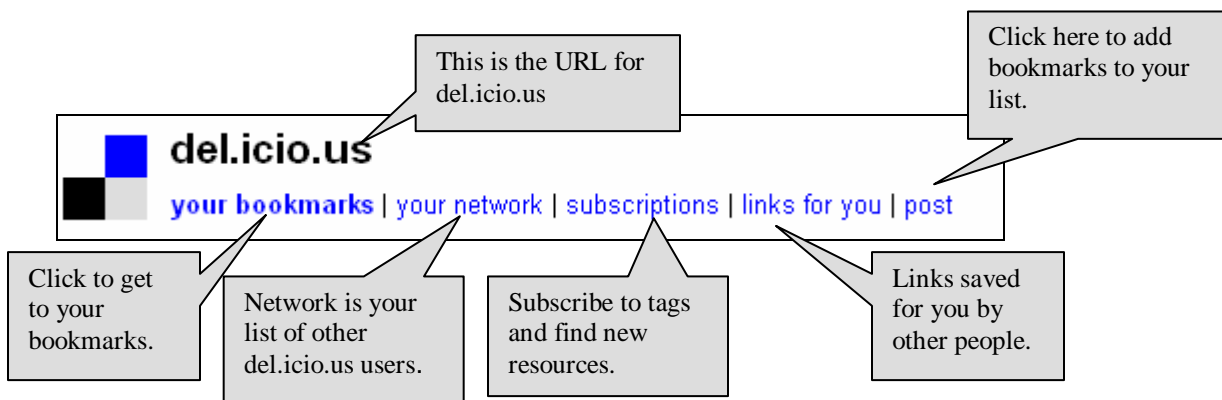 Click here to add
bookmarks to your
list.
This is the URL for
del.icio.us
del.icio.us
your bookmarks | your network | subscriptions | links for you | post
Click to get
to your
bookmarks.
Network is your
list of other
del.icio.us users.
Subscribe to tags
and find new
resources.
Links saved
for you by
other people.